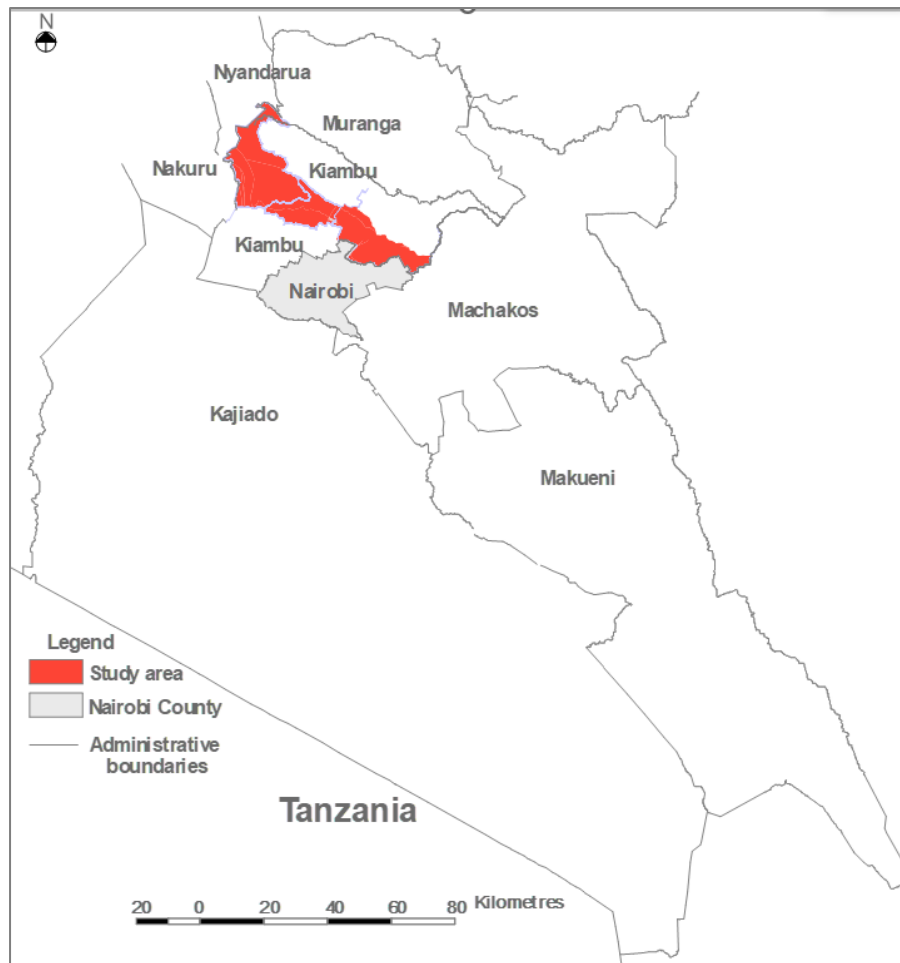 N
Nyandarua
Muranga
Nakuru
Kiambu
Kiambu
Nairobi
Machakos
Kajiado
Makueni
Legend
Study area
Nairobi County
Administrative
boundaries
Tanzania
20 0 20 40 60 80 Kilometres